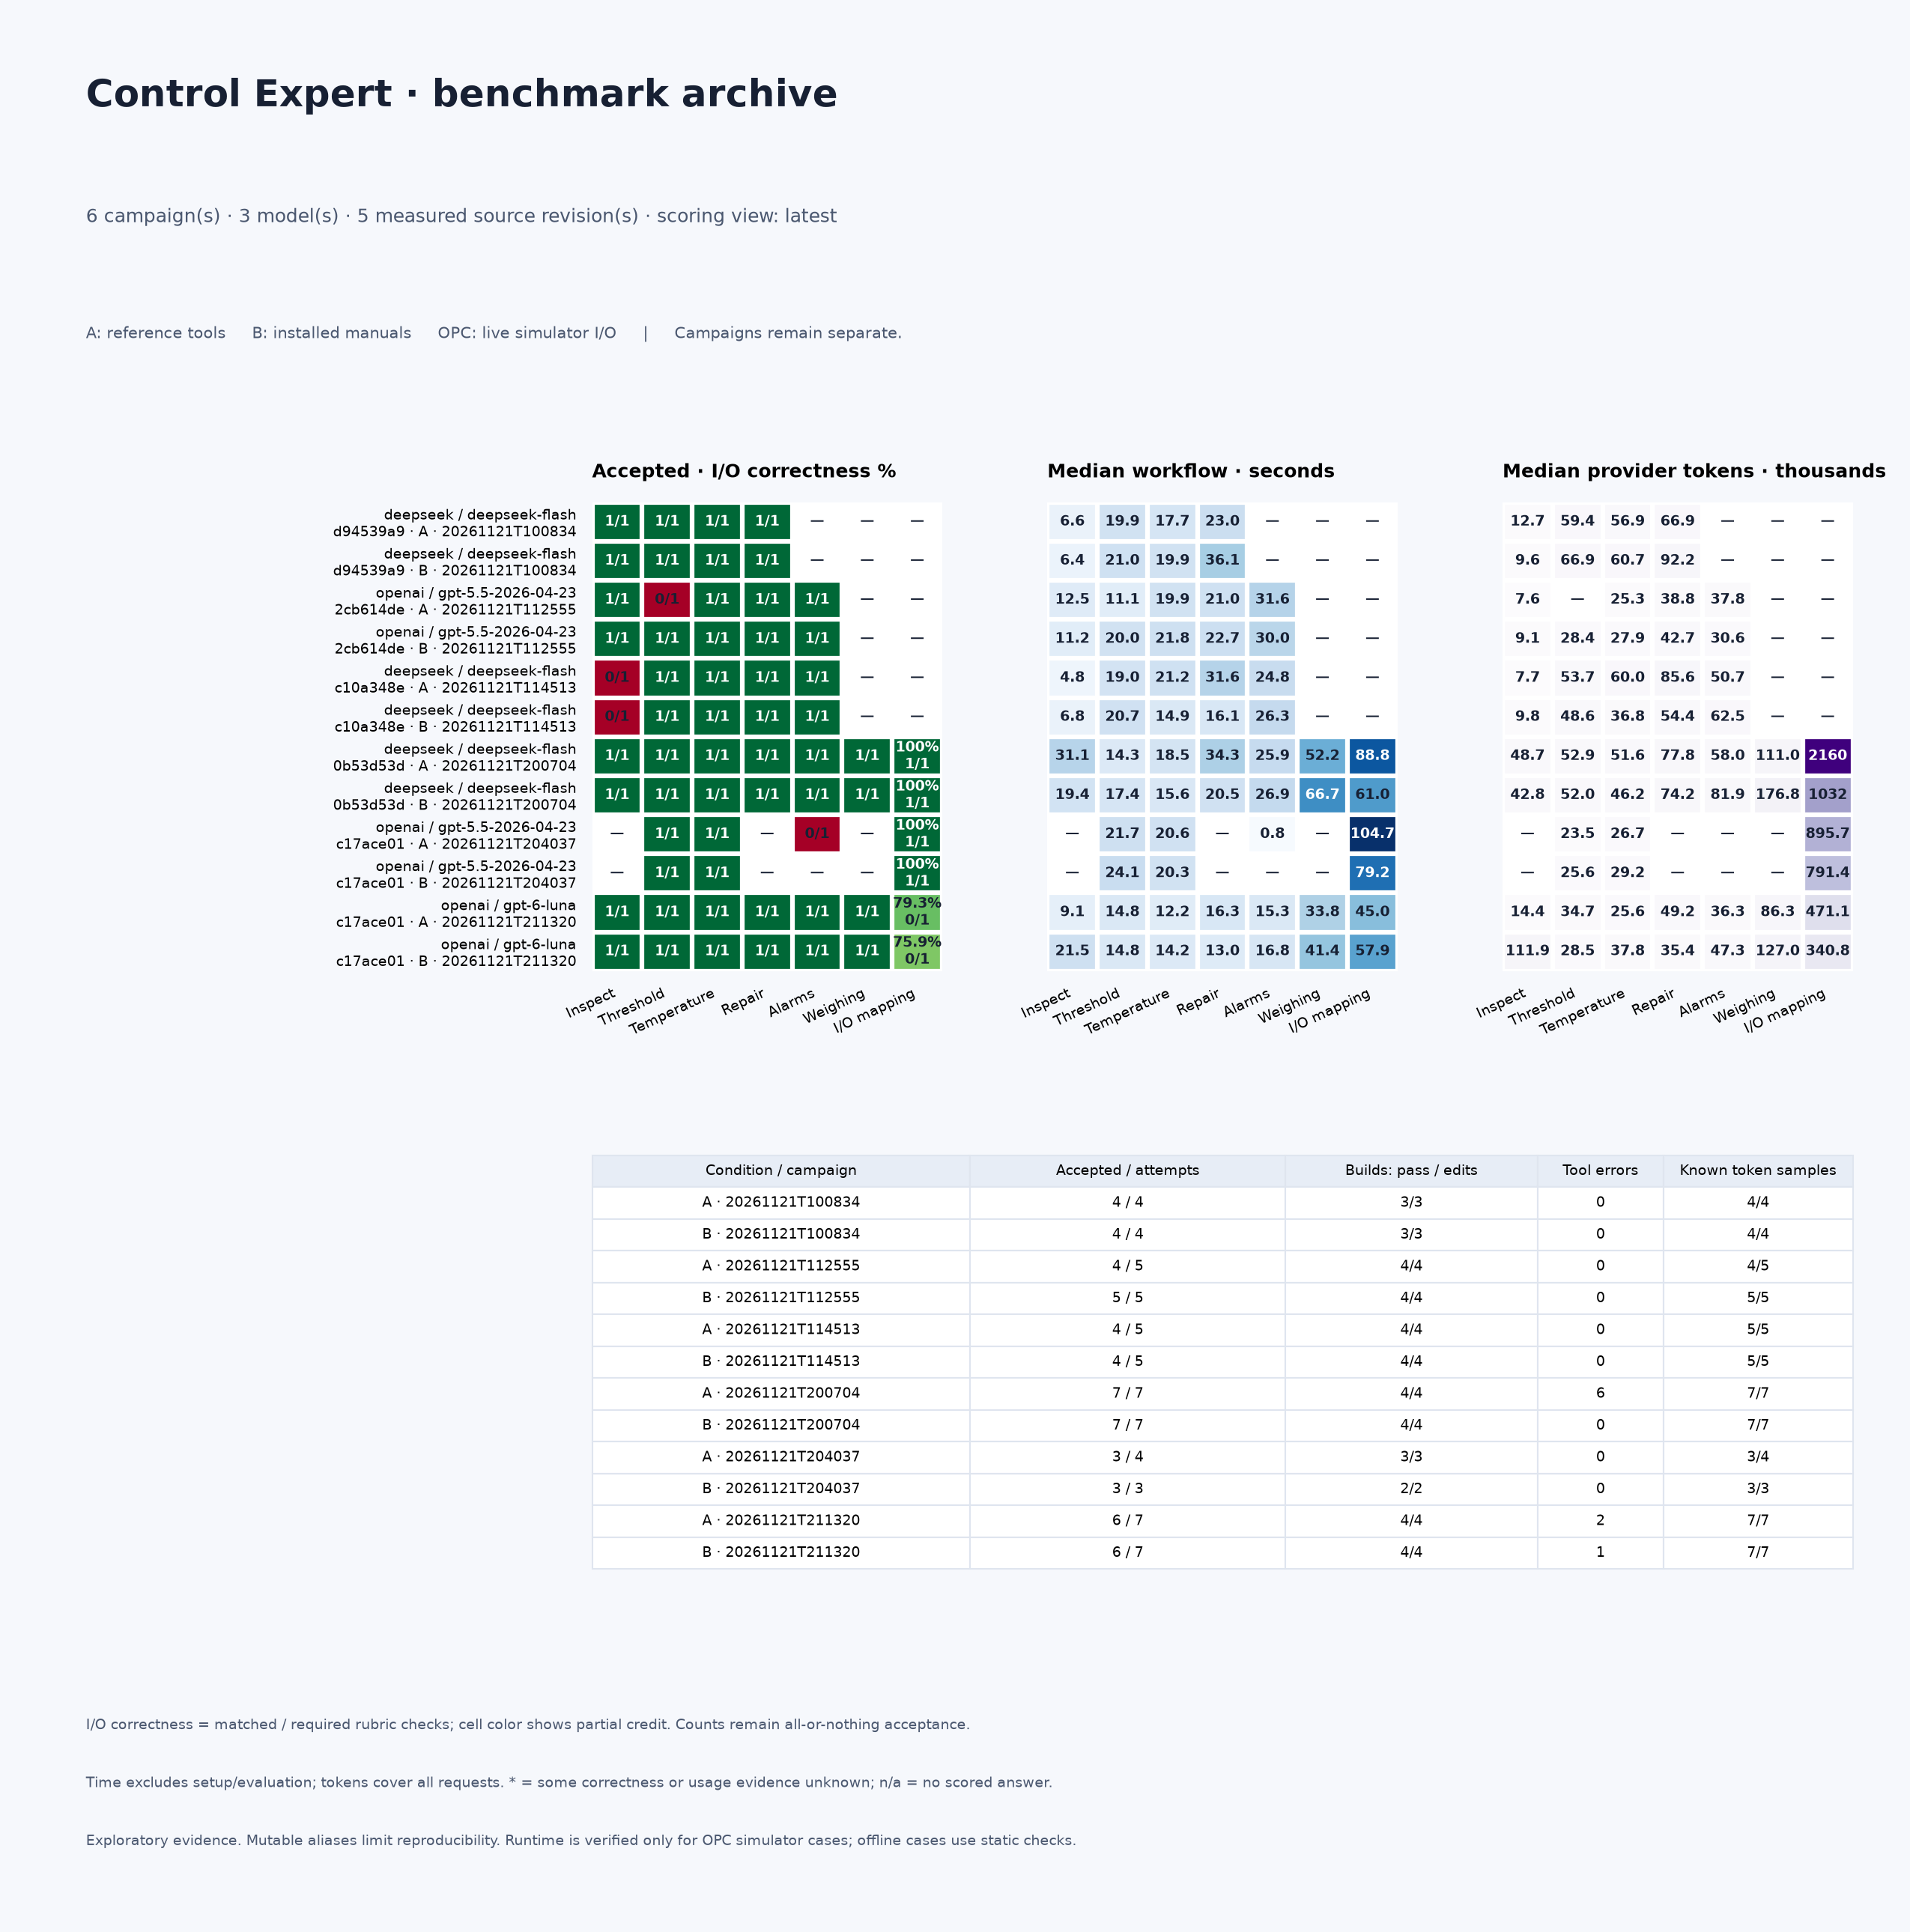 Control Expert · benchmark archive
6 campaign(s) · 3 model(s) · 5 measured source revision(s) · scoring view: latest
A: reference tools B: installed manuals OPC: live simulator I/O | Campaigns remain separate.
Accepted · I/O correctness % Median workflow · seconds Median provider tokens · thousands
deepseek / deepseek-flash
d94539a9 · A · 20261121T100834 1/1 1/1 1/1 1/1 — — — 6.6 19.9 17.7 23.0 — — — 12.7 59.4 56.9 66.9 — — —
deepseek / deepseek-flash
d94539a9 · B · 20261121T100834 1/1 1/1 1/1 1/1 — — — 6.4 21.0 19.9 36.1 — — — 9.6 66.9 60.7 92.2 — — —
openai / gpt-5.5-2026-04-23
2cb614de · A · 20261121T112555 1/1 0/1 1/1 1/1 1/1 — — 12.5 11.1 19.9 21.0 31.6 — — 7.6 — 25.3 38.8 37.8 — —
openai / gpt-5.5-2026-04-23
2cb614de · B · 20261121T112555 1/1 1/1 1/1 1/1 1/1 — — 11.2 20.0 21.8 22.7 30.0 — — 9.1 28.4 27.9 42.7 30.6 — —
deepseek / deepseek-flash
c10a348e · A · 20261121T114513 0/1 1/1 1/1 1/1 1/1 — — 4.8 19.0 21.2 31.6 24.8 — — 7.7 53.7 60.0 85.6 50.7 — —
deepseek / deepseek-flash
c10a348e · B · 20261121T114513 0/1 1/1 1/1 1/1 1/1 — — 6.8 20.7 14.9 16.1 26.3 — — 9.8 48.6 36.8 54.4 62.5 — —
deepseek / deepseek-flash
0b53d53d · A · 20261121T200704 1/1 1/1 1/1 1/1 1/1 1/1 100% 1/1 31.1 14.3 18.5 34.3 25.9 52.2 88.8 48.7 52.9 51.6 77.8 58.0 111.0 2160
deepseek / deepseek-flash
0b53d53d · B · 20261121T200704 1/1 1/1 1/1 1/1 1/1 1/1 100% 1/1 19.4 17.4 15.6 20.5 26.9 66.7 61.0 42.8 52.0 46.2 74.2 81.9 176.8 1032
openai / gpt-5.5-2026-04-23
c17ace01 · A · 20261121T204037 — 1/1 1/1 — 0/1 — 100% 1/1 — 21.7 20.6 — 0.8 — 104.7 — 23.5 26.7 — — — 895.7
openai / gpt-5.5-2026-04-23
c17ace01 · B · 20261121T204037 — 1/1 1/1 — — — 100% 1/1 — 24.1 20.3 — — — 79.2 — 25.6 29.2 — — — 791.4
openai / gpt-6-luna
c17ace01 · A · 20261121T211320 1/1 1/1 1/1 1/1 1/1 1/1 79.3% 0/1 9.1 14.8 12.2 16.3 15.3 33.8 45.0 14.4 34.7 25.6 49.2 36.3 86.3 471.1
openai / gpt-6-luna
c17ace01 · B · 20261121T211320 1/1 1/1 1/1 1/1 1/1 1/1 75.9% 0/1 21.5 14.8 14.2 13.0 16.8 41.4 57.9 111.9 28.5 37.8 35.4 47.3 127.0 340.8
Inspect Threshold Temperature Repair Alarms Weighing I/O mapping Inspect Threshold Temperature Repair Alarms Weighing I/O mapping Inspect Threshold Temperature Repair Alarms Weighing I/O mapping
Condition / campaign Accepted / attempts Builds: pass / edits Tool errors Known token samples
A · 20261121T100834 4 / 4 3/3 0 4/4
B · 20261121T100834 4 / 4 3/3 0 4/4
A · 20261121T112555 4 / 5 4/4 0 4/5
B · 20261121T112555 5 / 5 4/4 0 5/5
A · 20261121T114513 4 / 5 4/4 0 5/5
B · 20261121T114513 4 / 5 4/4 0 5/5
A · 20261121T200704 7 / 7 4/4 6 7/7
B · 20261121T200704 7 / 7 4/4 0 7/7
A · 20261121T204037 3 / 4 3/3 0 3/4
B · 20261121T204037 3 / 3 2/2 0 3/3
A · 20261121T211320 6 / 7 4/4 2 7/7
B · 20261121T211320 6 / 7 4/4 1 7/7
I/O correctness = matched / required rubric checks; cell color shows partial credit. Counts remain all-or-nothing acceptance.
Time excludes setup/evaluation; tokens cover all requests. * = some correctness or usage evidence unknown; n/a = no scored answer.
Exploratory evidence. Mutable aliases limit reproducibility. Runtime is verified only for OPC simulator cases; offline cases use static checks.